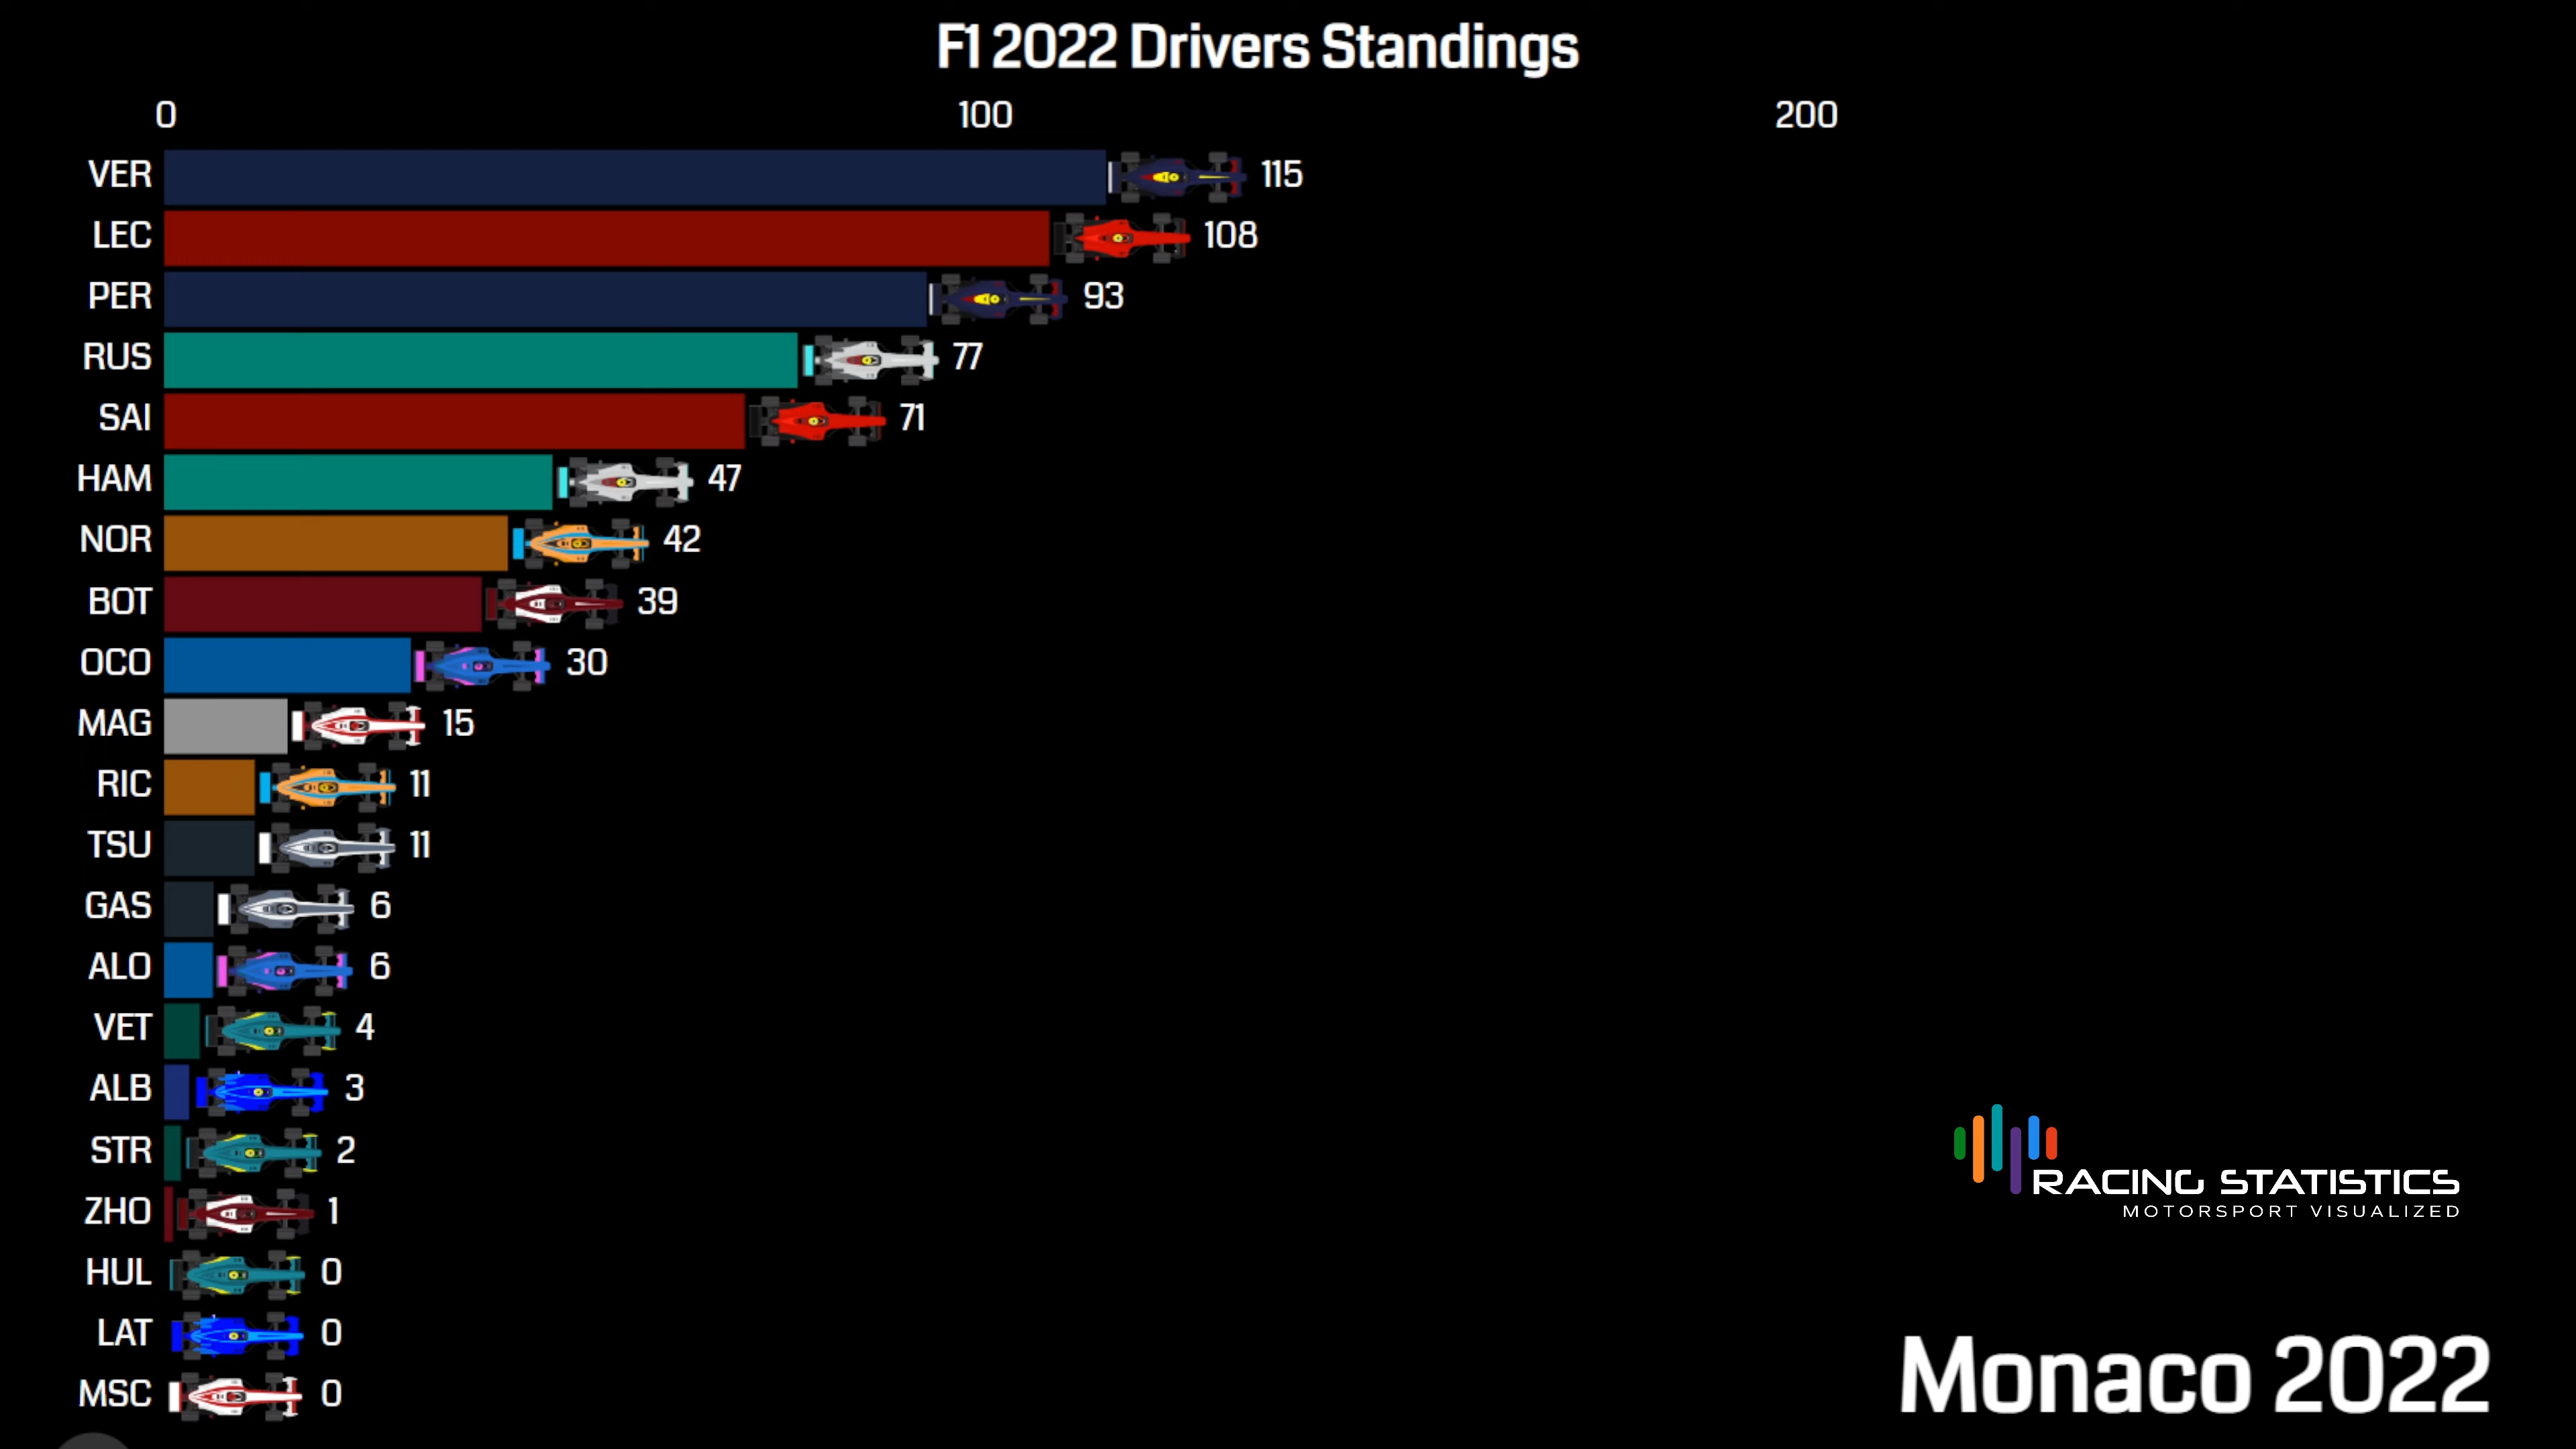 F1 2022 Drivers Standings
0 100 200
VER 115
LEC 108
PER 93
RUS 77
SAI 71
HAM 47
NOR 42
BOT 39
OCO 30
MAG 15
RIC 11
TSU 11
GAS 6
ALO 6
VET 4
ALB 3
STR 2
ZHO 1
HUL 0
LAT 0
MSC 0
RACING STATISTICS
MOTORSPORT VISUALIZED
Monaco 2022